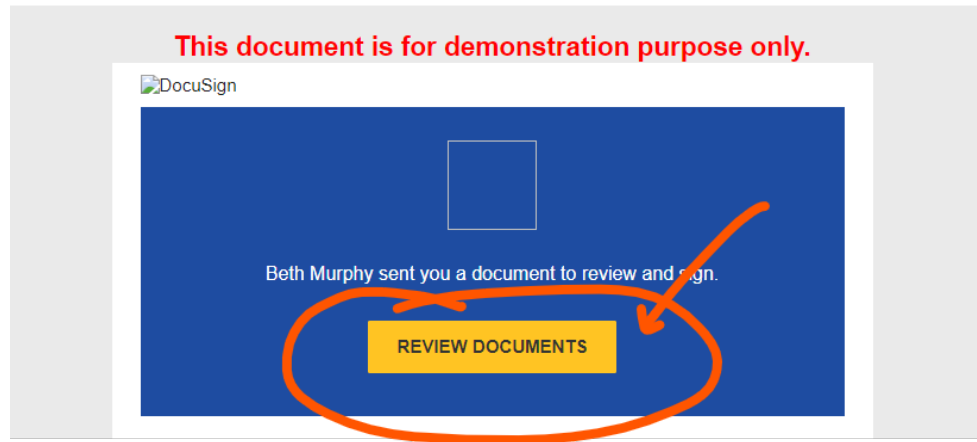 This document is for demonstration purpose only.
DocuSign
Beth Murphy sent you a document to review and sign.
REVIEW DOCUMENTS